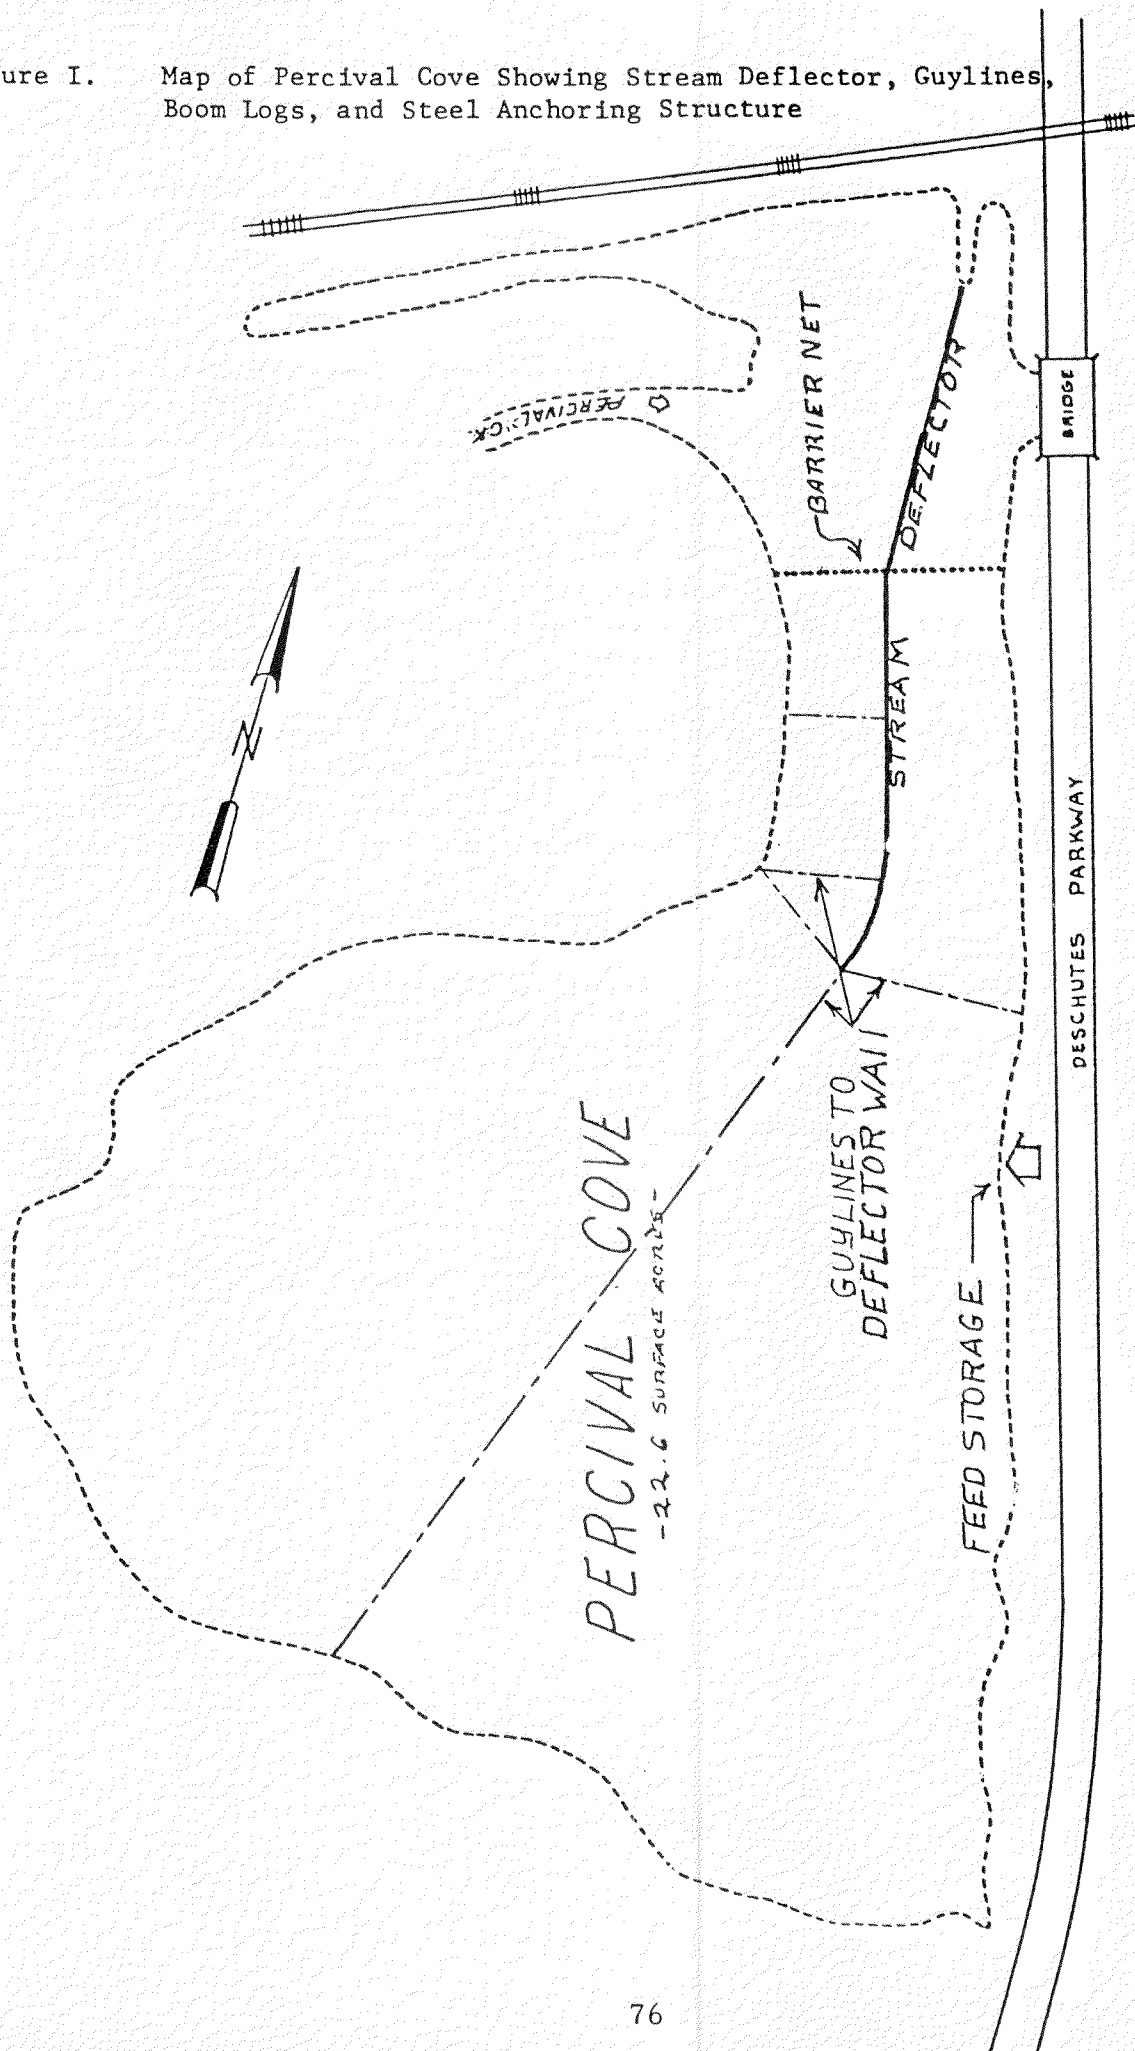 ure I. Map of Percival Cove Showing Stream Deflector, Guylines,
Boom Logs, and Steel Anchoring Structure
BARRIER NET
STREAM DEFLECTOR
BRIDGE
PERCIVAL CK.
N
DESCHUTES PARKWAY
PERCIVAL COVE
-22.6 SURFACE ACRES-
GUYLINES TO
DEFLECTOR WALL
FEED STORAGE
76